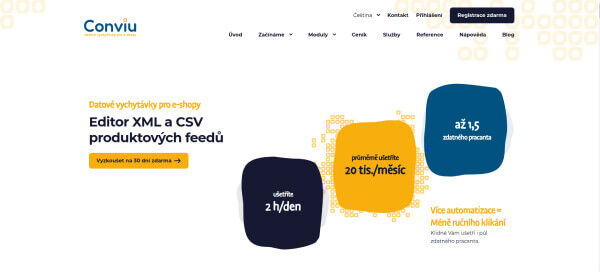 Čeština
Kontakt
Přihlášení
Registrace zdarma
Conviu
Úvod
Začínáme
Moduly
Ceník
Služby
Reference
Nápověda
Blog
Datové vychytávky pro e-shopy
Editor XML a CSV
produktových feedů
Vyzkoušet na 30 dní zdarma →
ušetříte
2 h/den
průměrně ušetříte
20 tis./měsíc
až 1,5
zdatného pracanta
Více automatizace =
Méně ručního klikání
Klidně Vám ušetří i půl
zdatného pracanta.